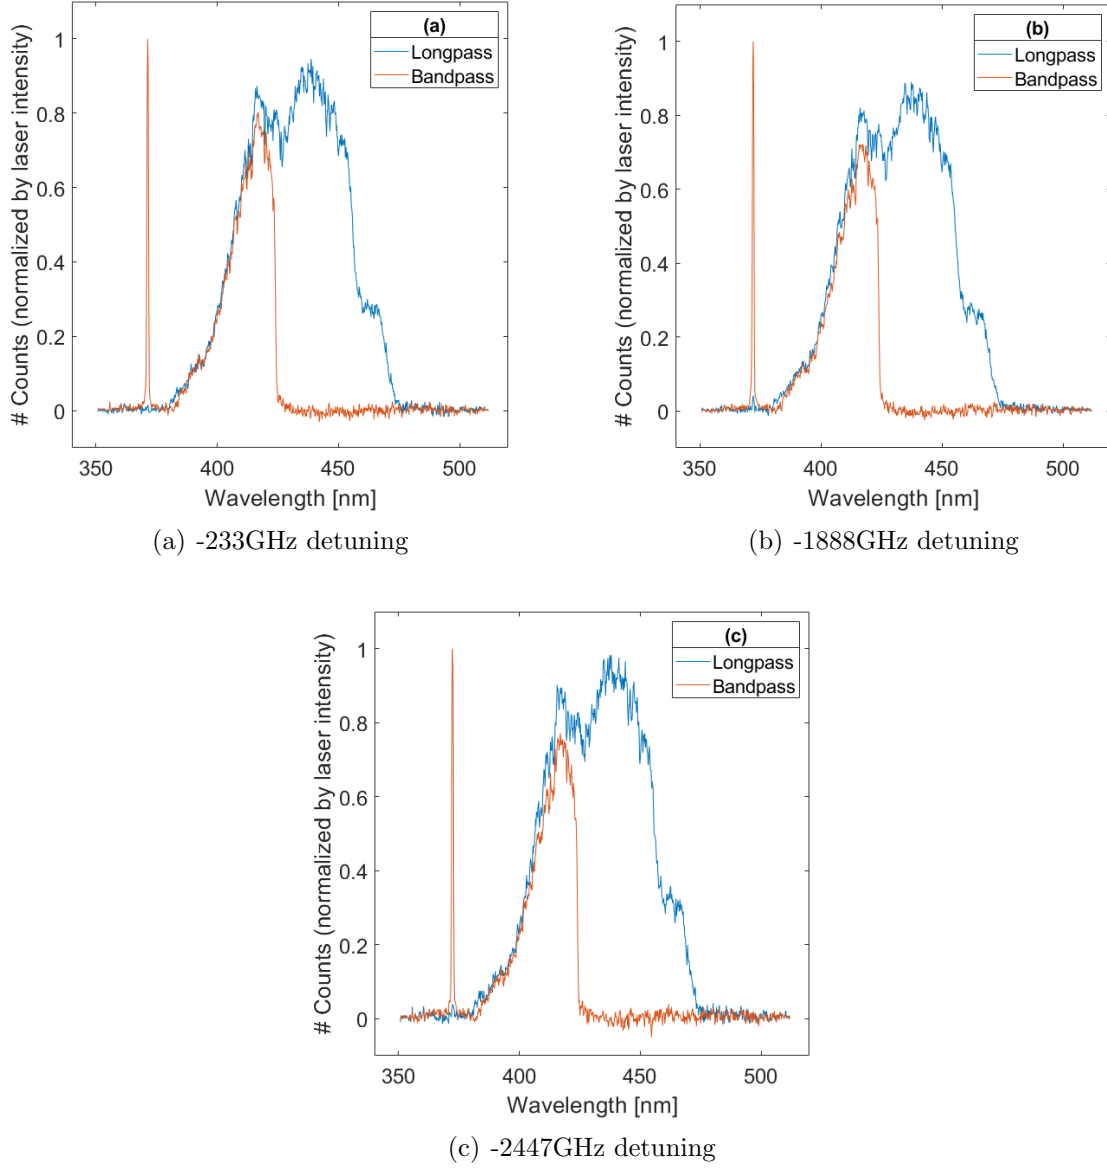 (a)
Longpass
Bandpass
# Counts (normalized by laser intensity)
1
0.8
0.6
0.4
0.2
0
350 400 450 500
Wavelength [nm]
(a) -233GHz detuning
(b)
Longpass
Bandpass
# Counts (normalized by laser intensity)
1
0.8
0.6
0.4
0.2
0
350 400 450 500
Wavelength [nm]
(b) -1888GHz detuning
(c)
Longpass
Bandpass
# Counts (normalized by laser intensity)
1
0.8
0.6
0.4
0.2
0
350 400 450 500
Wavelength [nm]
(c) -2447GHz detuning